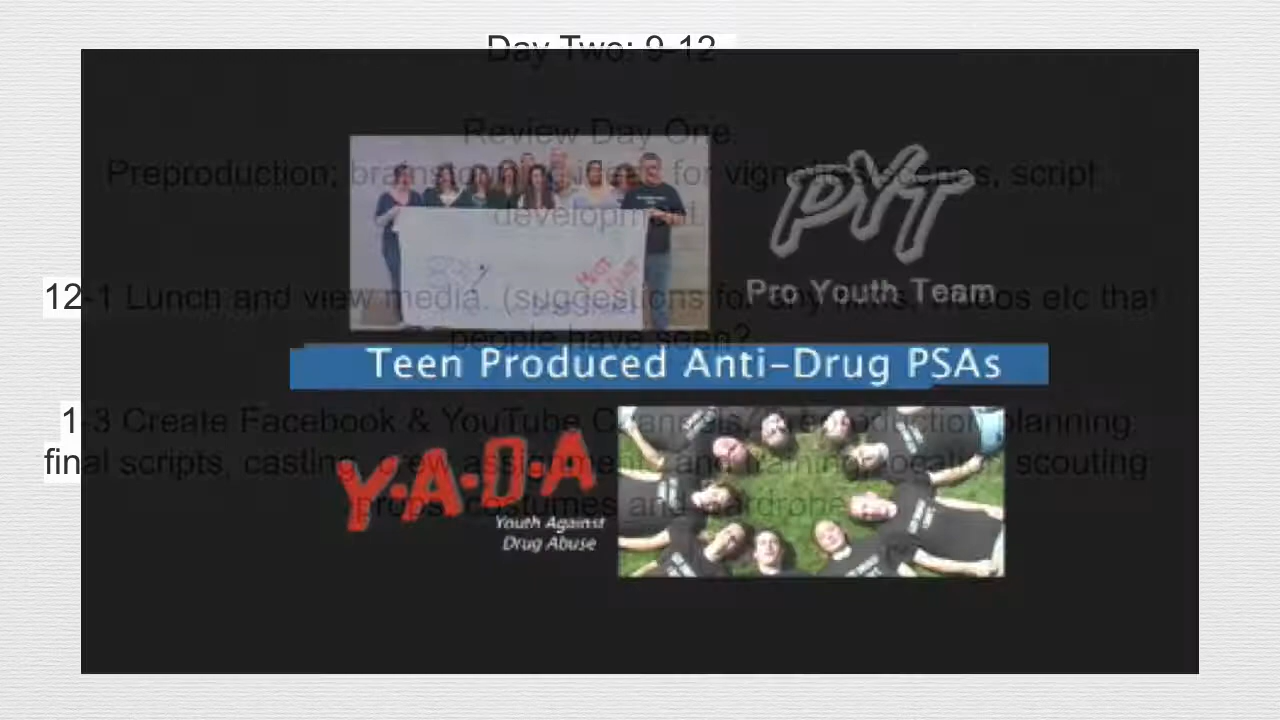 Day Two: 9-12
Review Day One.
Preproduction; brainstorming ideas for vignettes/scenes, script
development.
PYT
Pro Youth Team
12-1 Lunch and view media. (suggestions for any films, videos etc that
people have seen?
Teen Produced Anti-Drug PSAs
1-3 Create Facebook & YouTube Channels, Preproduction planning;
final scripts, casting, crew assignments and training, location scouting
props, costumes and wardrobe
Y.A.D.A
Youth Against
Drug Abuse